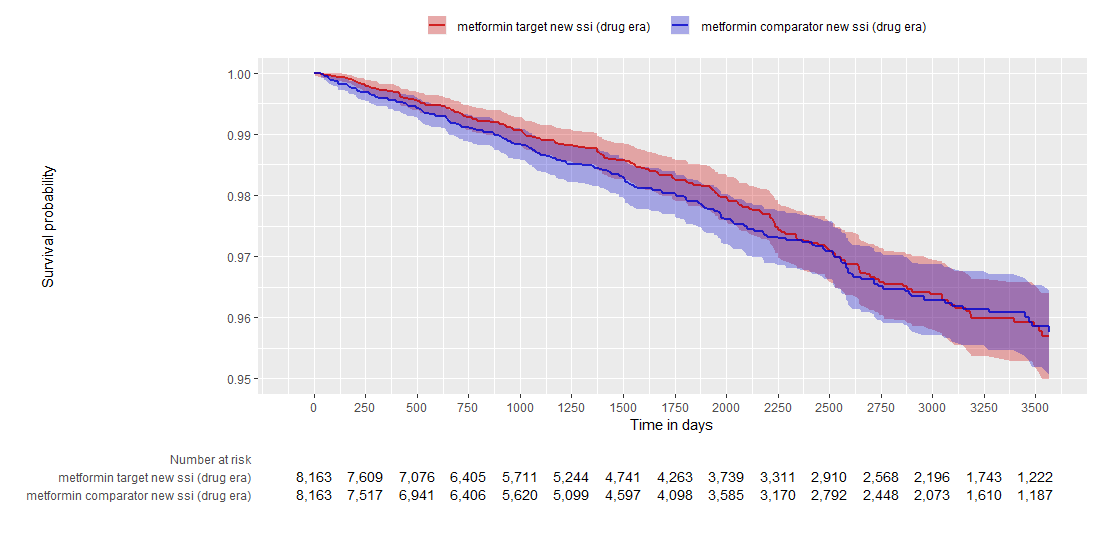 metformin target new ssi (drug era) metformin comparator new ssi (drug era)
Survival probability
1.00
0.99
0.98
0.97
0.96
0.95
0 250 500 750 1000 1250 1500 1750 2000 2250 2500 2750 3000 3250 3500
Time in days
Number at risk
metformin target new ssi (drug era) 8,163 7,609 7,076 6,405 5,711 5,244 4,741 4,263 3,739 3,311 2,910 2,568 2,196 1,743 1,222
metformin comparator new ssi (drug era) 8,163 7,517 6,941 6,406 5,620 5,099 4,597 4,098 3,585 3,170 2,792 2,448 2,073 1,610 1,187